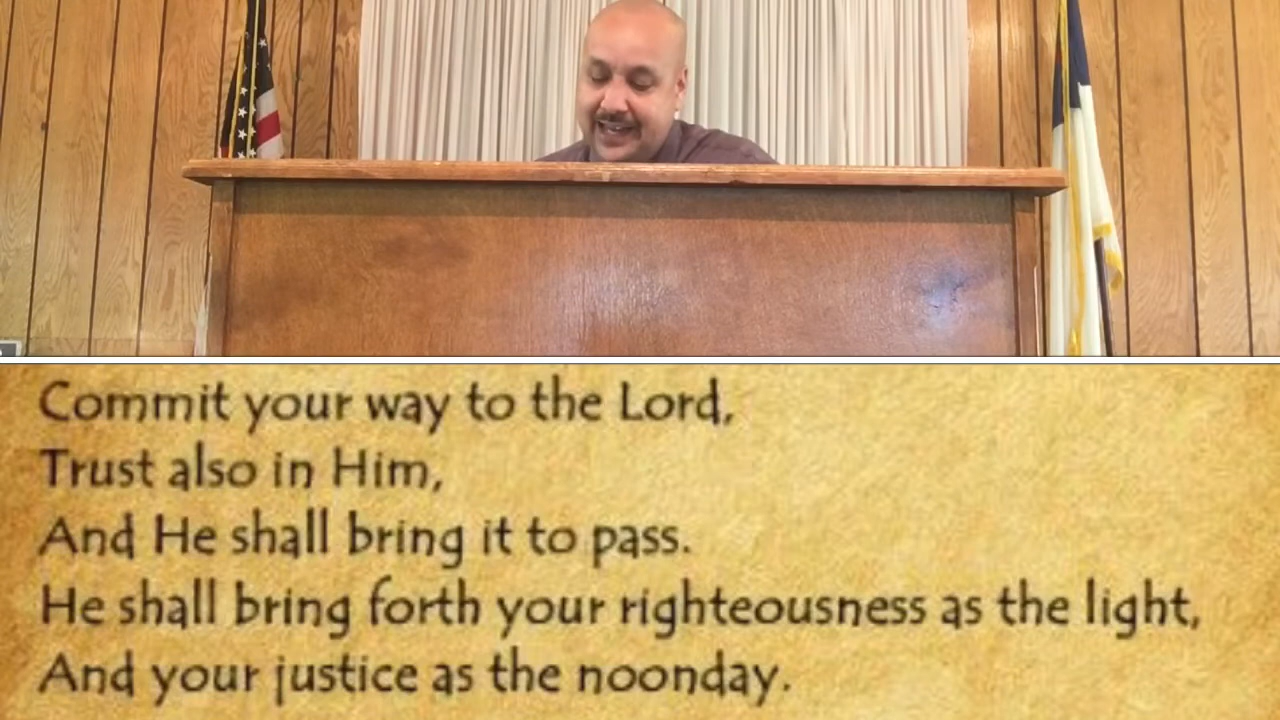 Commit your way to the Lord,
Trust also in Him,
And He shall bring it to pass.
He shall bring forth your righteousness as the light,
And your justice as the noonday.